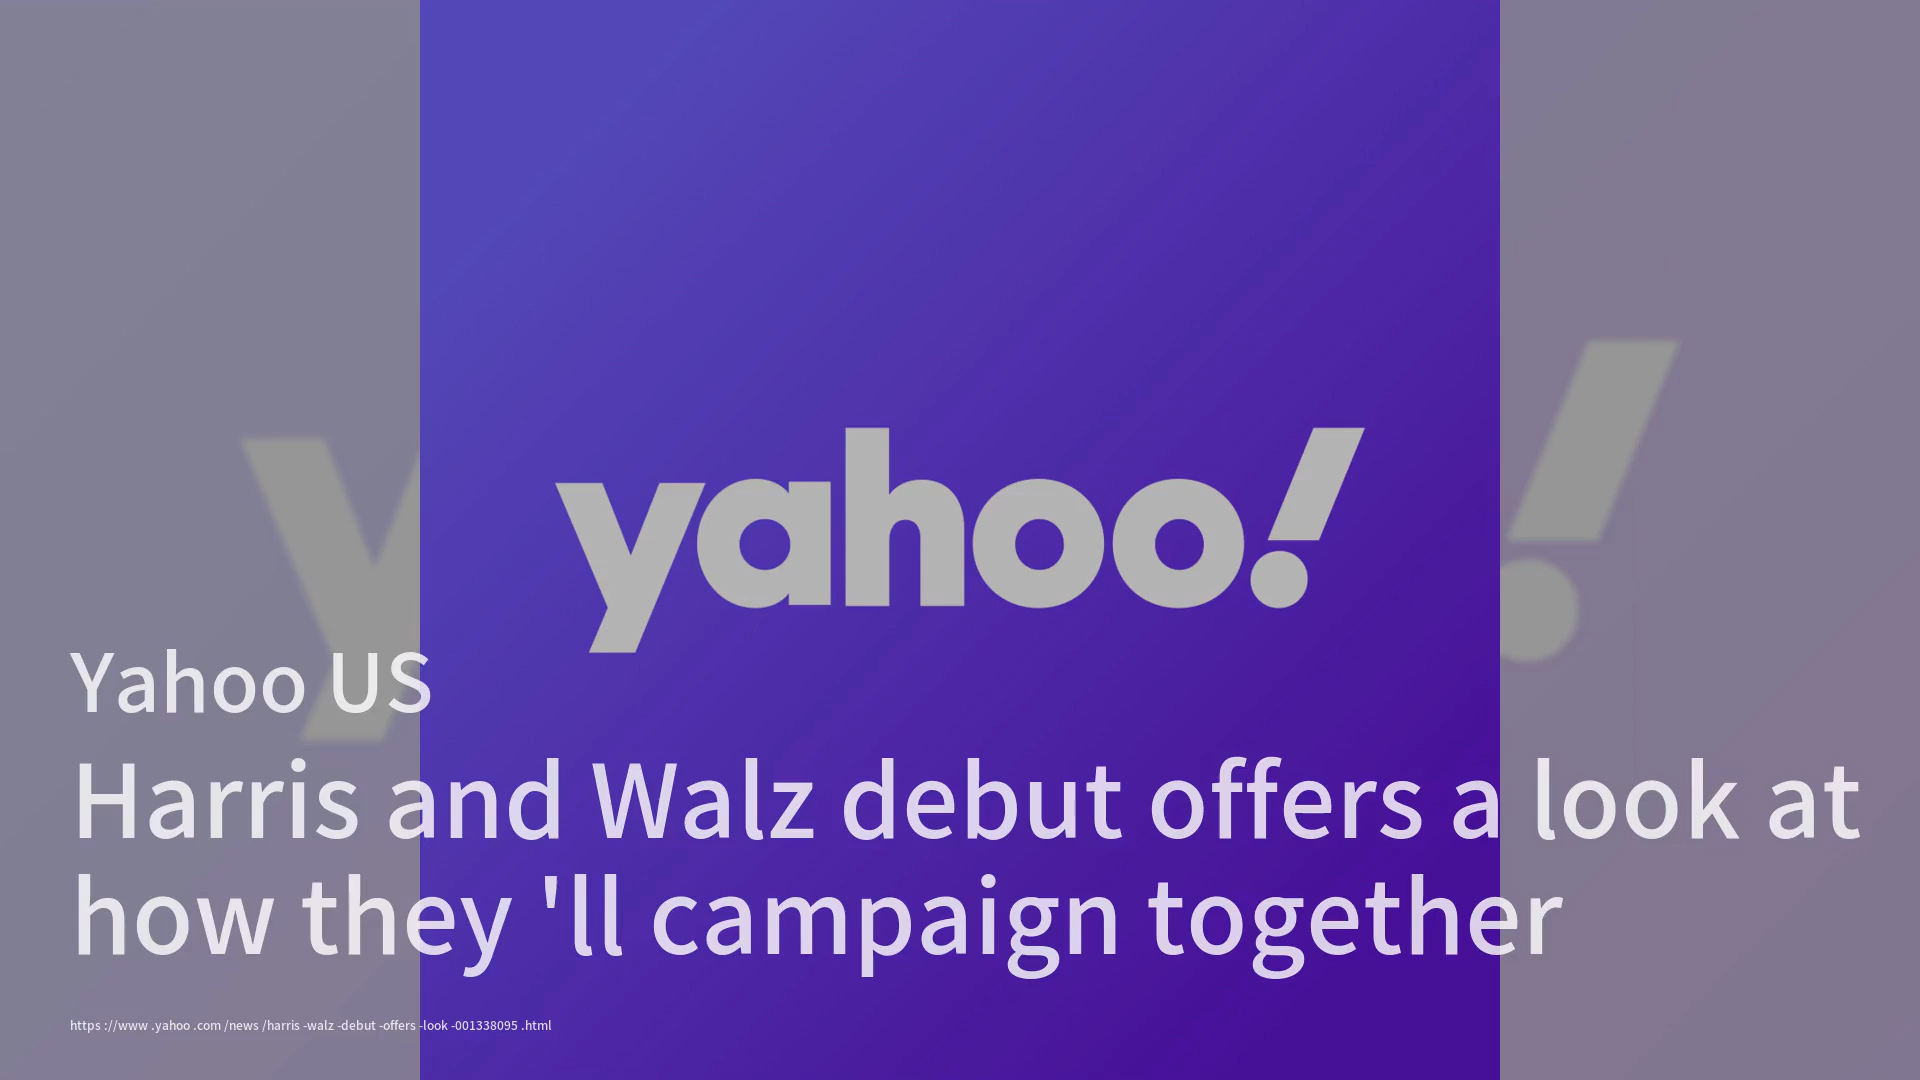 yahoo!
Yahoo US
Harris and Walz debut offers a look at
how they 'll campaign together
https ://www .yahoo .com /news /harris -walz -debut -offers -look -001338095 .html